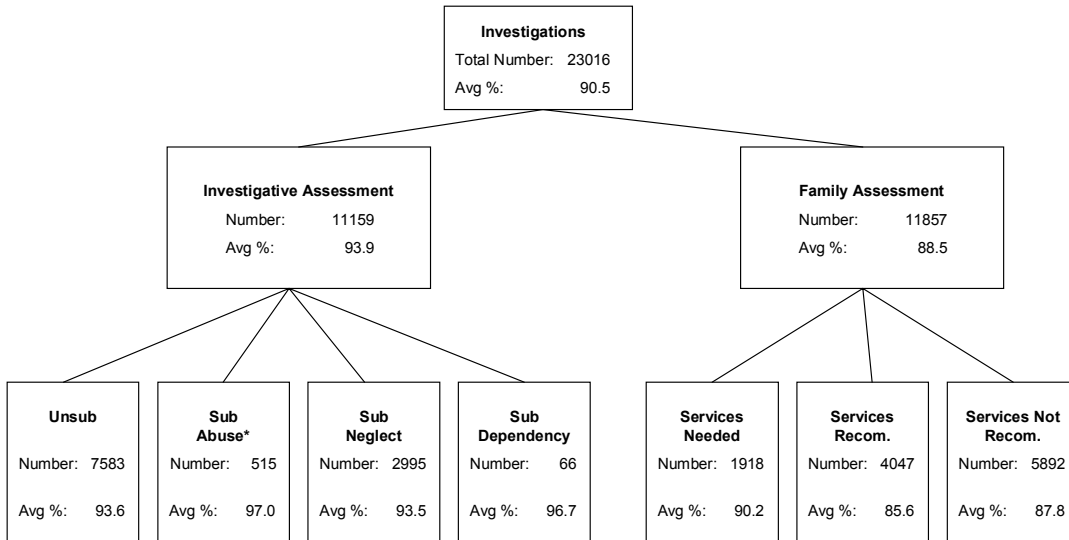 Investigations
Total Number: 23016
Avg %: 90.5
Investigative Assessment
Number: 11159
Avg %: 93.9
Family Assessment
Number: 11857
Avg %: 88.5
Unsub
Number: 7583
Avg %: 93.6
Sub
Abuse*
Number: 515
Avg %: 97.0
Sub
Neglect
Number: 2995
Avg %: 93.5
Sub
Dependency
Number: 66
Avg %: 96.7
Services
Needed
Number: 1918
Avg %: 90.2
Services
Recom.
Number: 4047
Avg %: 85.6
Services Not
Recom.
Number: 5892
Avg %: 87.8